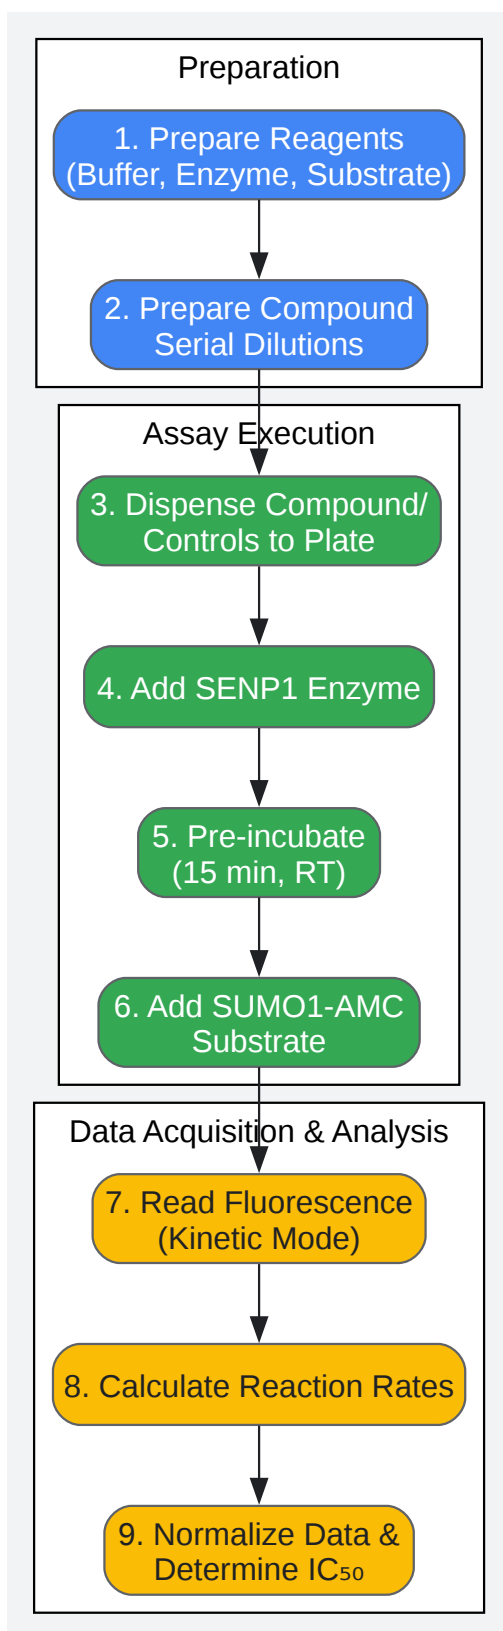 Preparation
1. Prepare Reagents
(Buffer, Enzyme, Substrate)
2. Prepare Compound
Serial Dilutions
Assay Execution
3. Dispense Compound/
Controls to Plate
4. Add SENP1 Enzyme
5. Pre-incubate
(15 min, RT)
6. Add SUMO1-AMC
Substrate
Data Acquisition & Analysis
7. Read Fluorescence
(Kinetic Mode)
8. Calculate Reaction Rates
9. Normalize Data &
Determine IC₅₀